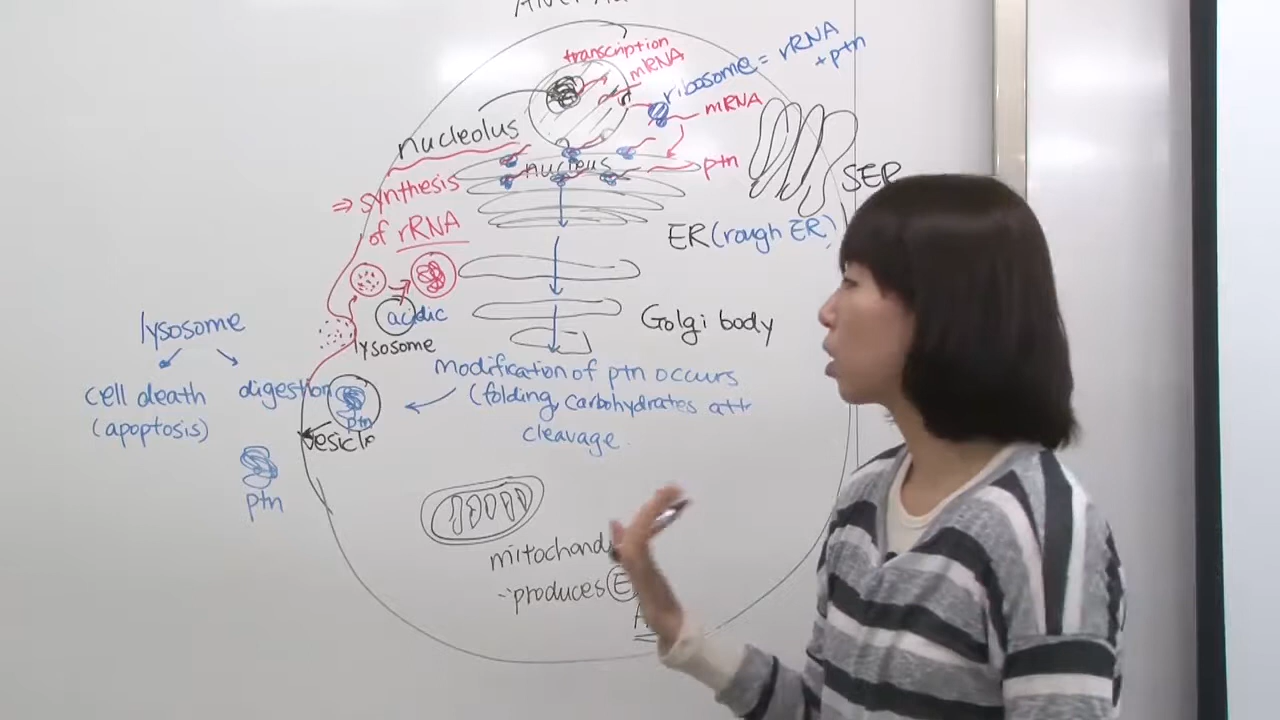 transcription
mRNA
ribosome = rRNA
+ ptn
mRNA
nucleolus
nucleus
ptn
SER
⇒ synthesis
of rRNA
ER (rough ER)
acidic
lysosome
Golgi body
lysosome
cell death
(apoptosis)
digestion
ptn
vesicle
ptn
modification of ptn occurs
(folding, carbohydrates att
cleavage.
produces E